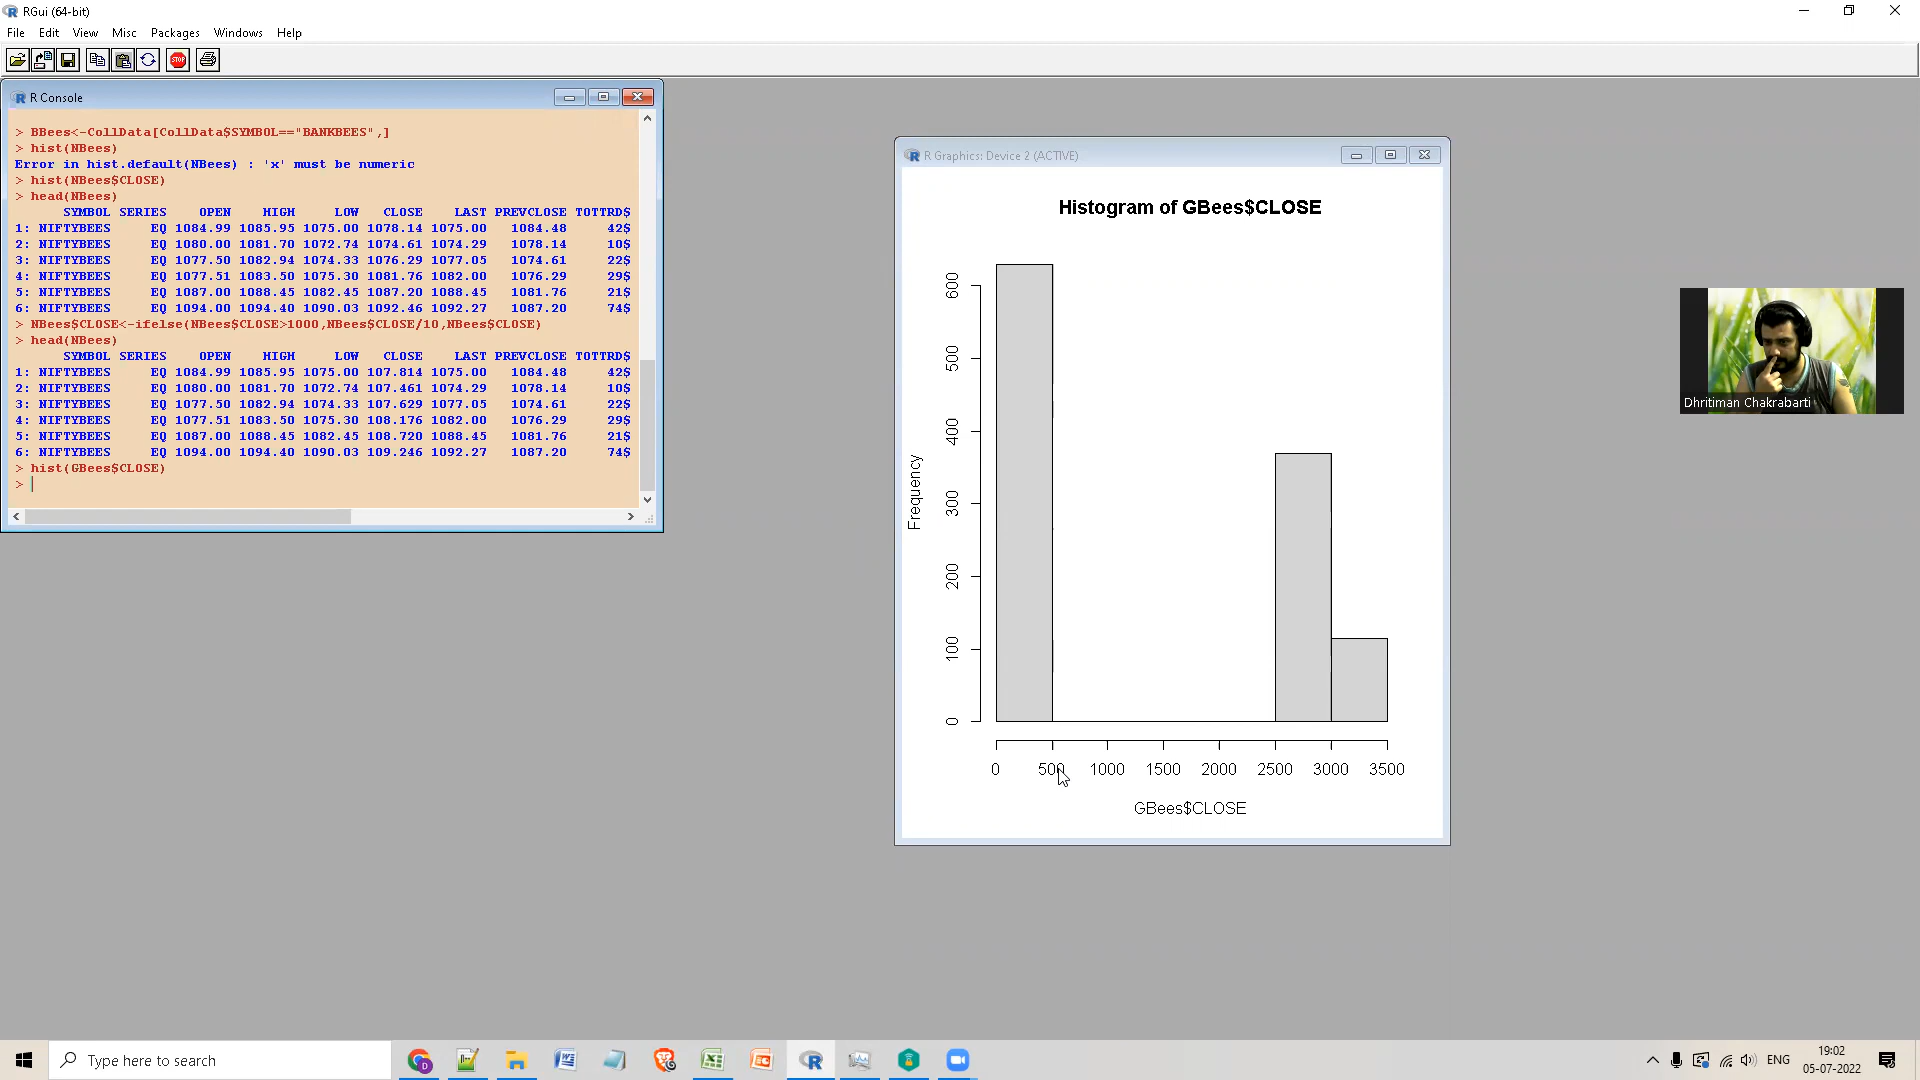 RGui (64-bit)
File Edit View Misc Packages Windows Help
STOP
R Console
> BBees<-CollData[CollData$SYMBOL=="BANKBEES",]
> hist(NBees)
Error in hist.default(NBees) : 'x' must be numeric
> hist(NBees$CLOSE)
> head(NBees)
SYMBOL SERIES OPEN HIGH LOW CLOSE LAST PREVCLOSE TOTTRD$
1: NIFTYBEES EQ 1084.99 1085.95 1075.00 1078.14 1075.00 1084.48 42$
2: NIFTYBEES EQ 1080.00 1081.70 1072.74 1074.61 1074.29 1078.14 10$
3: NIFTYBEES EQ 1077.50 1082.94 1074.33 1076.29 1077.05 1074.61 22$
4: NIFTYBEES EQ 1077.51 1083.50 1075.30 1081.76 1082.00 1076.29 29$
5: NIFTYBEES EQ 1087.00 1088.45 1082.45 1087.20 1088.45 1081.76 21$
6: NIFTYBEES EQ 1094.00 1094.40 1090.03 1092.46 1092.27 1087.20 74$
> NBees$CLOSE<-ifelse(NBees$CLOSE>1000,NBees$CLOSE/10,NBees$CLOSE)
> head(NBees)
SYMBOL SERIES OPEN HIGH LOW CLOSE LAST PREVCLOSE TOTTRD$
1: NIFTYBEES EQ 1084.99 1085.95 1075.00 107.814 1075.00 1084.48 42$
2: NIFTYBEES EQ 1080.00 1081.70 1072.74 107.461 1074.29 1078.14 10$
3: NIFTYBEES EQ 1077.50 1082.94 1074.33 107.629 1077.05 1074.61 22$
4: NIFTYBEES EQ 1077.51 1083.50 1075.30 108.176 1082.00 1076.29 29$
5: NIFTYBEES EQ 1087.00 1088.45 1082.45 108.720 1088.45 1081.76 21$
6: NIFTYBEES EQ 1094.00 1094.40 1090.03 109.246 1092.27 1087.20 74$
> hist(GBees$CLOSE)
>
R Graphics: Device 2 (ACTIVE)
Histogram of GBees$CLOSE
Frequency
600
500
400
300
200
100
0
0 500 1000 1500 2000 2500 3000 3500
GBees$CLOSE
Dhritiman Chakrabarti
Type here to search
ENG
19:02
05-07-2022